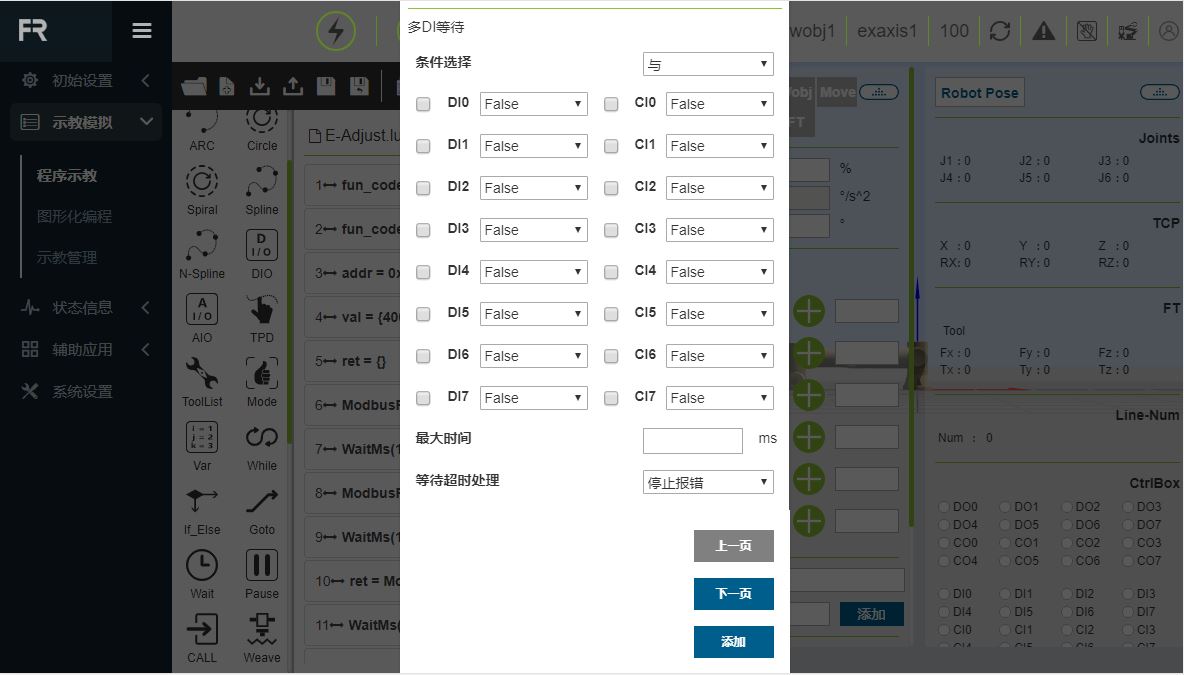 FR
wobj1
exaxis1
100
初始设置
示教模拟
程序示教
图形化编程
示教管理
状态信息
辅助应用
系统设置
ARC
Circle
Spiral
Spline
N-Spline
D
I/O
DIO
A
I/O
AIO
TPD
ToolList
Mode
i = 1
j = 2
k = 3
Var
While
If_Else
Goto
Wait
Pause
CALL
Weave
E-Adjust.lu
1 fun_code
2 fun_code
3 addr = 0x
4 val = {400
5 ret = {}
6 ModbusR
7 WaitMs(1
8 ModbusR
9 WaitMs(1
10 ret = Mo
11 WaitMs(
多DI等待
条件选择 与
DI0 False CI0 False
DI1 False CI1 False
DI2 False CI2 False
DI3 False CI3 False
DI4 False CI4 False
DI5 False CI5 False
DI6 False CI6 False
DI7 False CI7 False
最大时间 ms
等待超时处理 停止报错
上一页
下一页
添加
obj Move
FT
%
°/s^2
°
添加
Robot Pose
Joints
J1 : 0 J2 : 0 J3 : 0
J4 : 0 J5 : 0 J6 : 0
TCP
X : 0 Y : 0 Z : 0
RX: 0 RY: 0 RZ: 0
FT
Tool
Fx : 0 Fy : 0 Fz : 0
Tx : 0 Ty : 0 Tz : 0
Line-Num
Num : 0
CtrlBox
DO0 DO1 DO2 DO3
DO4 DO5 DO6 DO7
CO0 CO1 CO2 CO3
CO4 CO5 CO6 CO7
DI0 DI1 DI2 DI3
DI4 DI5 DI6 DI7
CI0 CI1 CI2 CI3
CI4 CI5 CI6 CI7